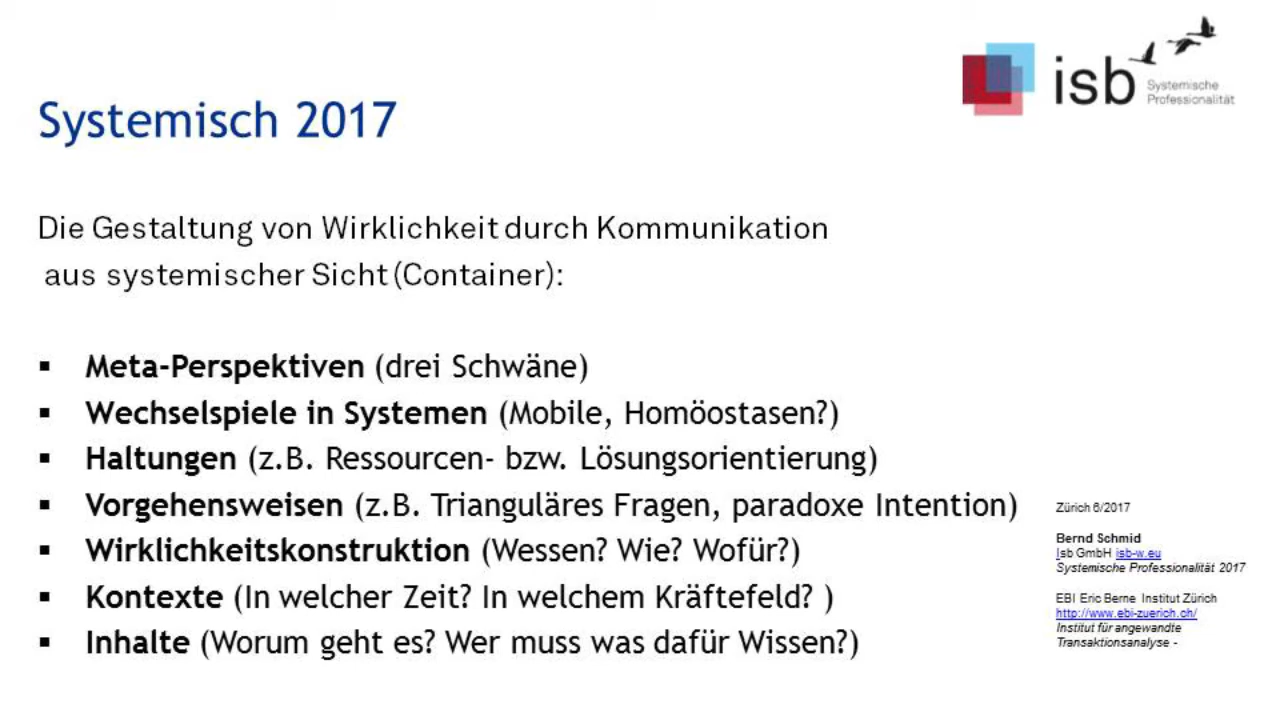 isb Systemische
Professionalität
Systemisch 2017
Die Gestaltung von Wirklichkeit durch Kommunikation
aus systemischer Sicht (Container):
▪ Meta-Perspektiven (drei Schwäne)
▪ Wechselspiele in Systemen (Mobile, Homöostasen?)
▪ Haltungen (z.B. Ressourcen- bzw. Lösungsorientierung)
▪ Vorgehensweisen (z.B. Trianguläres Fragen, paradoxe Intention)
▪ Wirklichkeitskonstruktion (Wessen? Wie? Wofür?)
▪ Kontexte (In welcher Zeit? In welchem Kräftefeld? )
▪ Inhalte (Worum geht es? Wer muss was dafür Wissen?)
Zürich 6/2017
Bernd Schmid
Isb GmbH isb-w.eu
Systemische Professionalität 2017
EBI Eric Berne Institut Zürich
http://www.ebi-zuerich.ch/
Institut für angewandte
Transaktionsanalyse -